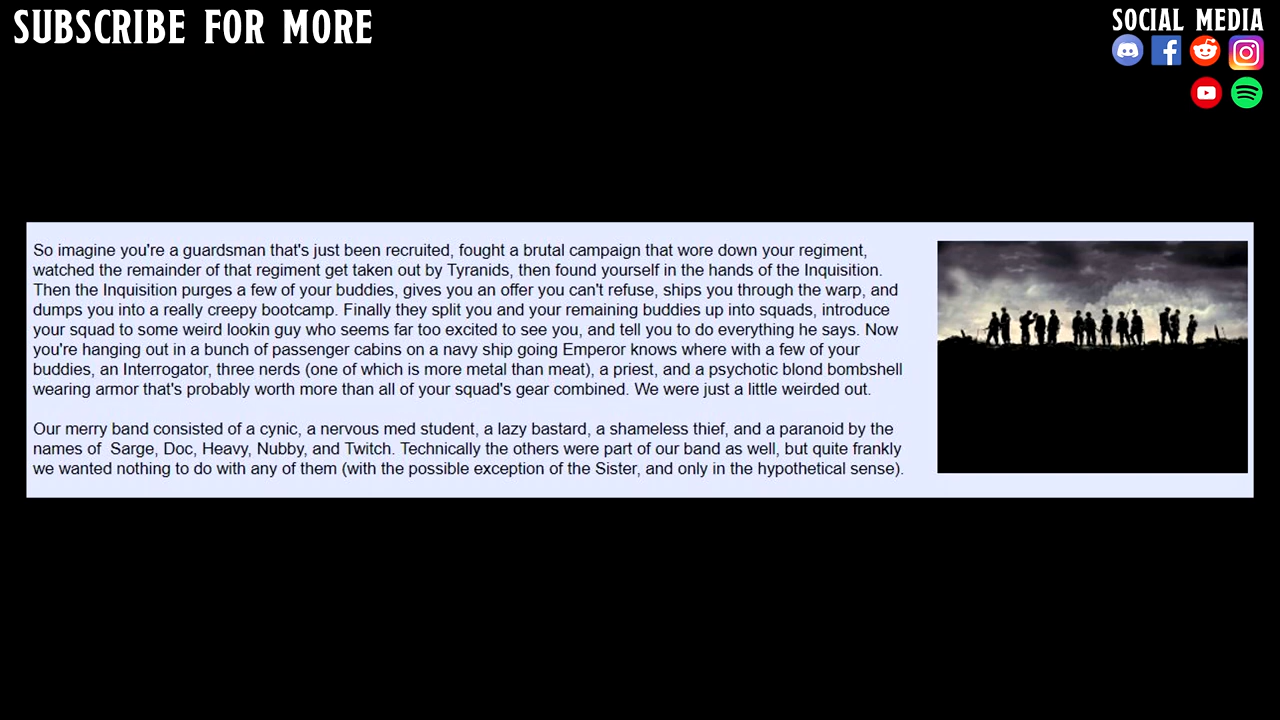 SUBSCRIBE FOR MORE
SOCIAL MEDIA
So imagine you're a guardsman that's just been recruited, fought a brutal campaign that wore down your regiment,
watched the remainder of that regiment get taken out by Tyranids, then found yourself in the hands of the Inquisition.
Then the Inquisition purges a few of your buddies, gives you an offer you can't refuse, ships you through the warp, and
dumps you into a really creepy bootcamp. Finally they split you and your remaining buddies up into squads, introduce
your squad to some weird lookin guy who seems far too excited to see you, and tell you to do everything he says. Now
you're hanging out in a bunch of passenger cabins on a navy ship going Emperor knows where with a few of your
buddies, an Interrogator, three nerds (one of which is more metal than meat), a priest, and a psychotic blond bombshell
wearing armor that's probably worth more than all of your squad's gear combined. We were just a little weirded out.
Our merry band consisted of a cynic, a nervous med student, a lazy bastard, a shameless thief, and a paranoid by the
names of  Sarge, Doc, Heavy, Nubby, and Twitch. Technically the others were part of our band as well, but quite frankly
we wanted nothing to do with any of them (with the possible exception of the Sister, and only in the hypothetical sense).